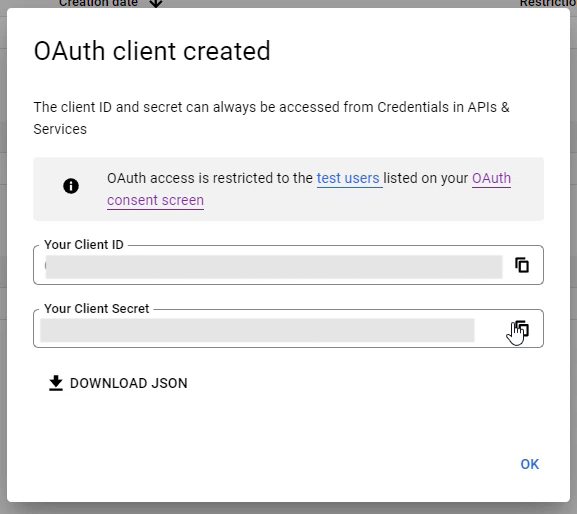 Creation date
Restrictio
OAuth client created
The client ID and secret can always be accessed from Credentials in APIs &
Services
OAuth access is restricted to the test users listed on your OAuth
consent screen
Your Client ID
Your Client Secret
DOWNLOAD JSON
OK